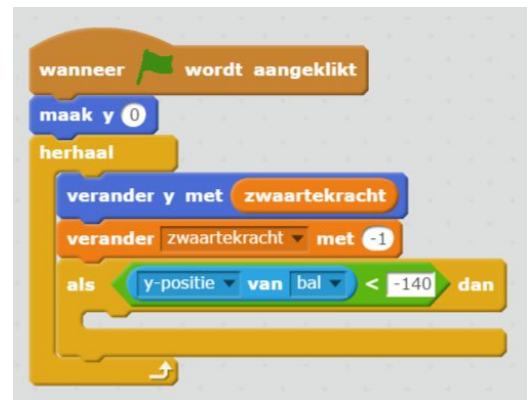 wanneer wordt aangeklikt
maak y 0
herhaal
verander y met zwaartekracht
verander zwaartekracht met -1
als y-positie van bal < -140 dan